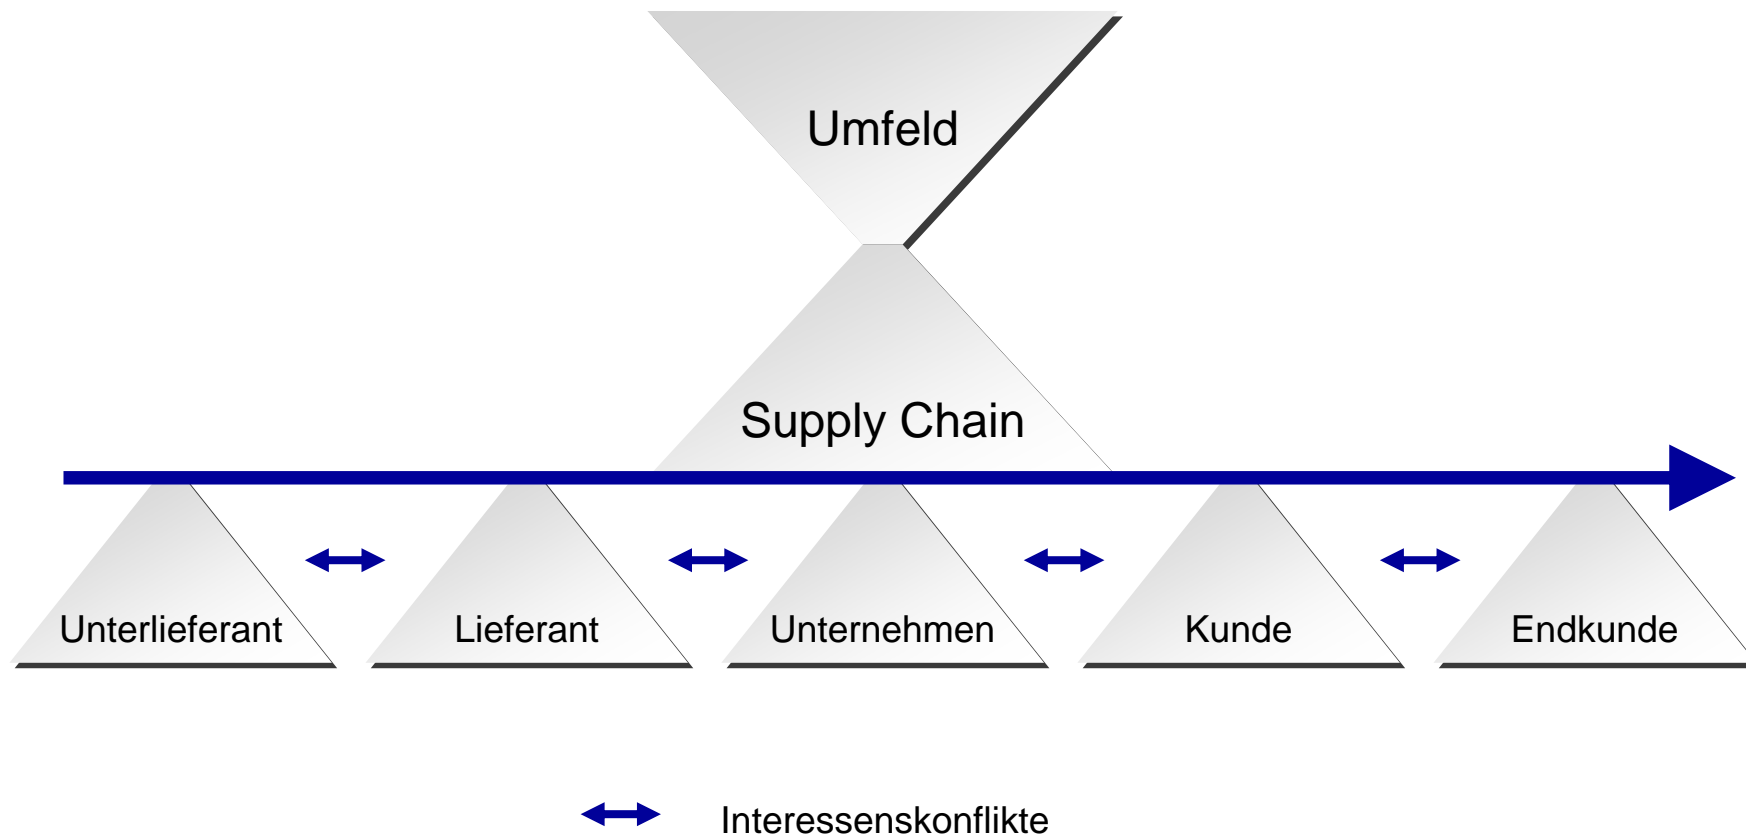 Umfeld
Supply Chain
Unterlieferant
Lieferant
Unternehmen
Kunde
Endkunde
Interessenskonflikte